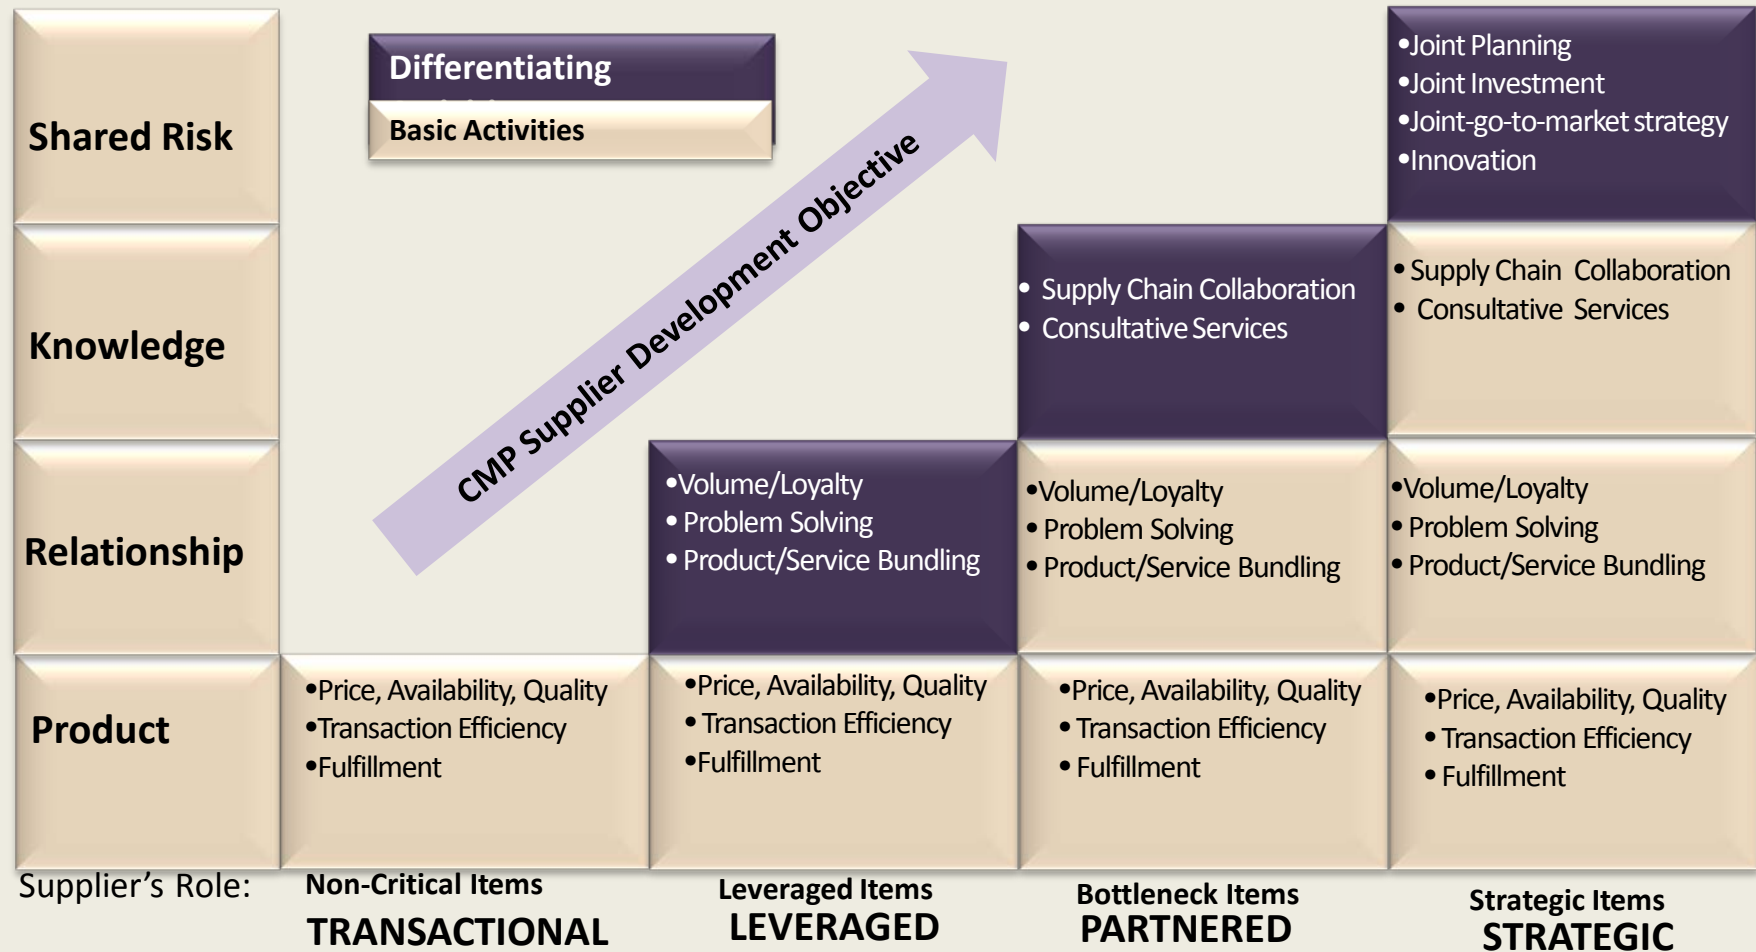 Differentiating
Basic Activities
CMP Supplier Development Objective
Shared Risk
•Joint Planning
•Joint Investment
•Joint-go-to-market strategy
•Innovation
Knowledge
• Supply Chain Collaboration
• Consultative Services
• Supply Chain Collaboration
• Consultative Services
Relationship
•Volume/Loyalty
• Problem Solving
• Product/Service Bundling
•Volume/Loyalty
• Problem Solving
• Product/Service Bundling
•Volume/Loyalty
• Problem Solving
• Product/Service Bundling
Product
•Price, Availability, Quality
•Transaction Efficiency
•Fulfillment
•Price, Availability, Quality
• Transaction Efficiency
•Fulfillment
•Price, Availability, Quality
• Transaction Efficiency
• Fulfillment
•Price, Availability, Quality
• Transaction Efficiency
• Fulfillment
Supplier’s Role:
Non-Critical Items
TRANSACTIONAL
Leveraged Items
LEVERAGED
Bottleneck Items
PARTNERED
Strategic Items
STRATEGIC